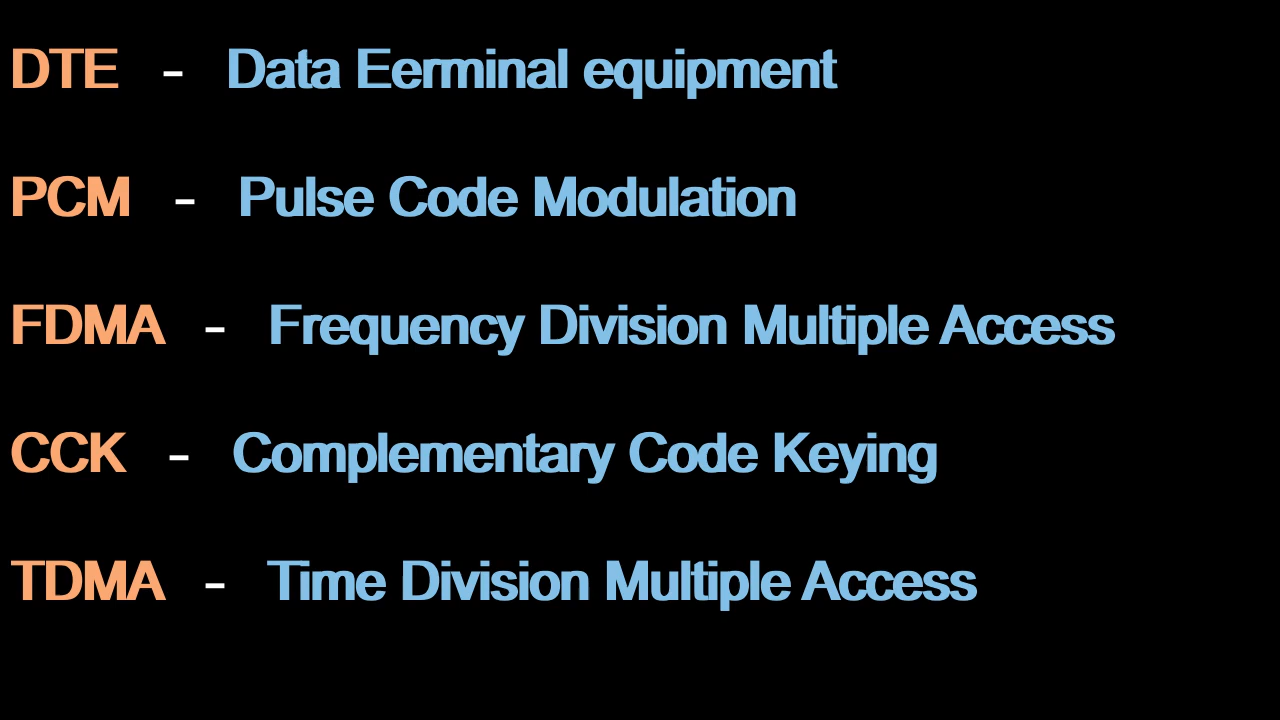 DTE - Data Eerminal equipment
PCM - Pulse Code Modulation
FDMA - Frequency Division Multiple Access
CCK - Complementary Code Keying
TDMA - Time Division Multiple Access